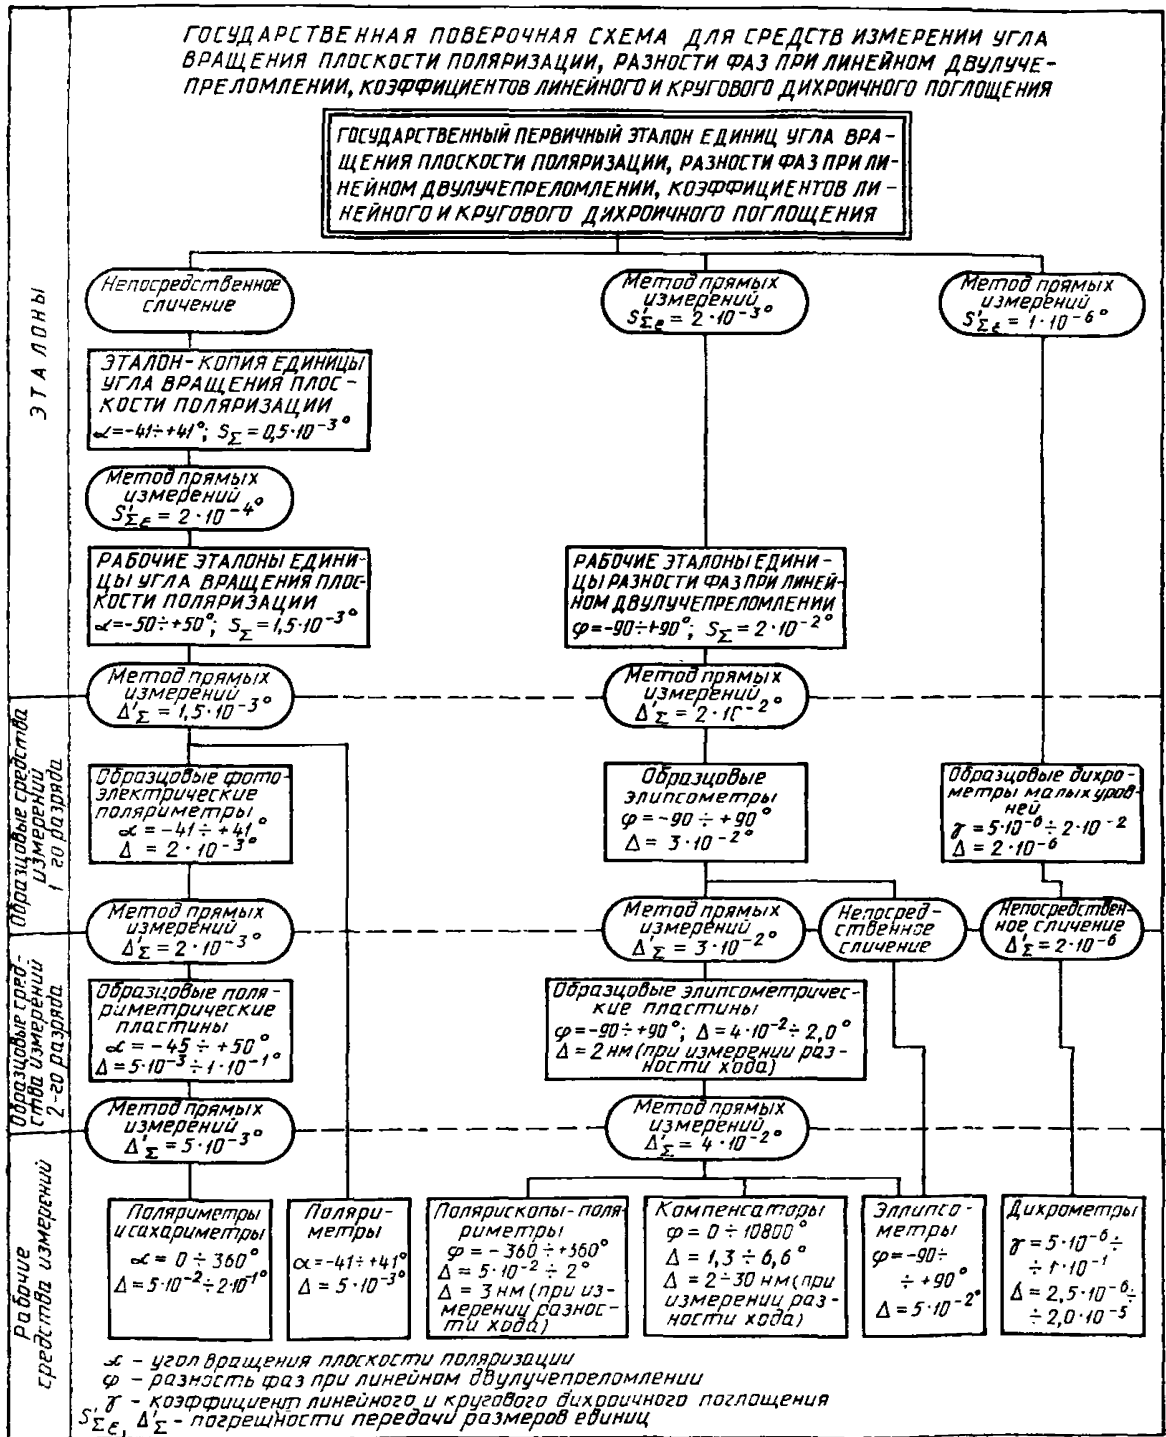 ГОСУДАРСТВЕННАЯ ПОВЕРОЧНАЯ СХЕМА ДЛЯ СРЕДСТВ ИЗМЕРЕНИИ УГЛА
ВРАЩЕНИЯ ПЛОСКОСТИ ПОЛЯРИЗАЦИИ, РАЗНОСТИ ФАЗ ПРИ ЛИНЕЙНОМ ДВУЛУЧЕ-
ПРЕЛОМЛЕНИИ, КОЭФФИЦИЕНТОВ ЛИНЕЙНОГО И КРУГОВОГО ДИХРОИЧНОГО ПОГЛОЩЕНИЯ
ГОСУДАРСТВЕННЫЙ ПЕРВИЧНЫЙ ЭТАЛОН ЕДИНИЦ УГЛА ВРА-
ЩЕНИЯ ПЛОСКОСТИ ПОЛЯРИЗАЦИИ, РАЗНОСТИ ФАЗ ПРИ ЛИ-
НЕЙНОМ ДВУЛУЧЕПРЕЛОМЛЕНИИ, КОЭФФИЦИЕНТОВ ЛИ-
НЕЙНОГО И КРУГОВОГО ДИХРОИЧНОГО ПОГЛОЩЕНИЯ
ЭТАЛОНЫ
Непосредственное
сличение
Метод прямых
измерений
S'Σε = 2·10⁻³°
Метод прямых
измерений
S'Σε = 1·10⁻⁶°
ЭТАЛОН-КОПИЯ ЕДИНИЦЫ
УГЛА ВРАЩЕНИЯ ПЛОС-
КОСТИ ПОЛЯРИЗАЦИИ
α=-41÷+41°; SΣ=0,5·10⁻³°
Метод прямых
измерений
S'Σε = 2·10⁻⁴°
РАБОЧИЕ ЭТАЛОНЫ ЕДИНИ-
ЦЫ УГЛА ВРАЩЕНИЯ ПЛОС-
КОСТИ ПОЛЯРИЗАЦИИ
α=-50÷+50°; SΣ=1,5·10⁻³°
РАБОЧИЕ ЭТАЛОНЫ ЕДИНИ-
ЦЫ РАЗНОСТИ ФАЗ ПРИ ЛИНЕЙ-
НОМ ДВУЛУЧЕПРЕЛОМЛЕНИИ
φ=-90÷+90°; SΣ=2·10⁻²°
Метод прямых
измерений
Δ'Σ = 1,5·10⁻³°
Метод прямых
измерений
Δ'Σ = 2·10⁻²°
Образцовые средства
измерений
1 го разряда
Образцовые фото-
электрические
поляриметры
α = -41÷+41°
Δ = 2·10⁻³°
Образцовые
элипсометры
φ = -90÷+90°
Δ = 3·10⁻²°
Образцовые дихро-
метры малых уров-
ней
γ = 5·10⁻⁶÷2·10⁻²
Δ = 2·10⁻⁶
Метод прямых
измерений
Δ'Σ = 2·10⁻³°
Метод прямых
измерений
Δ'Σ = 3·10⁻²°
Непосред-
ственное
сличение
Непосредствен-
ное сличение
Δ'Σ = 2·10⁻⁶
Образцовые сред-
ства измерений
2-го разряда
Образцовые поля-
риметрические
пластины
α = -45÷+50°
Δ=5·10⁻³÷1·10⁻¹°
Образцовые элипсометричес-
кие пластины
φ=-90÷+90°; Δ=4·10⁻²÷2,0°
Δ = 2 нм (при измерении раз-
ности хода)
Метод прямых
измерений
Δ'Σ = 5·10⁻³°
Метод прямых
измерений
Δ'Σ = 4·10⁻²°
Рабочие
средства измерений
Поляриметры
и сахариметры
α = 0÷360°
Δ=5·10⁻²÷2·10⁻¹°
Поляри-
метры
α=-41÷+41°
Δ = 5·10⁻³°
Полярископы-поля-
риметры
φ = -360÷+360°
Δ = 5·10⁻²÷2°
Δ = 3 нм (при из-
мерении разнос-
ти хода)
Компенсаторы
φ = 0÷10800°
Δ = 1,3÷6,6°
Δ = 2÷30 нм (при
измерении раз-
ности хода)
Эллипсо-
метры
φ=-90÷
÷+90°
Δ=5·10⁻²°
Дихрометры
γ=5·10⁻⁶÷
÷1·10⁻¹
Δ=2,5·10⁻⁶÷
÷2,0·10⁻⁵
α - угол вращения плоскости поляризации
φ - разность фаз при линейном двулучепреломлении
γ - коэффициент линейного и кругового дихроичного поглощения
S'Σε, Δ'Σ - погрешности передачи размеров единиц